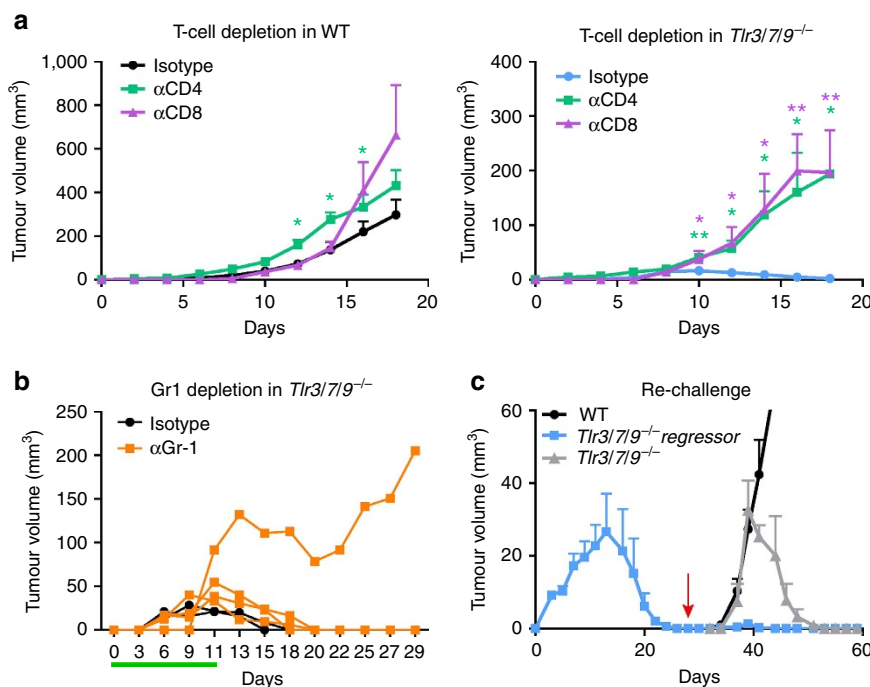 a
T-cell depletion in WT
Tumour volume (mm³)
1,000
800
600
400
200
0
Isotype
αCD4
αCD8
*
*
*
0 5 10 15 20
Days
T-cell depletion in Tlr3/7/9⁻/⁻
Tumour volume (mm³)
400
300
200
100
0
Isotype
αCD4
αCD8
* * ** **
* * * *
*
**
0 5 10 15 20
Days
b
Gr1 depletion in Tlr3/7/9⁻/⁻
Tumour volume (mm³)
250
200
150
100
50
0
Isotype
αGr-1
0 3 6 9 11 13 15 18 20 22 25 27 29
Days
c
Re-challenge
Tumour volume (mm³)
60
40
20
0
WT
Tlr3/7/9⁻/⁻ regressor
Tlr3/7/9⁻/⁻
0 20 40 60
Days